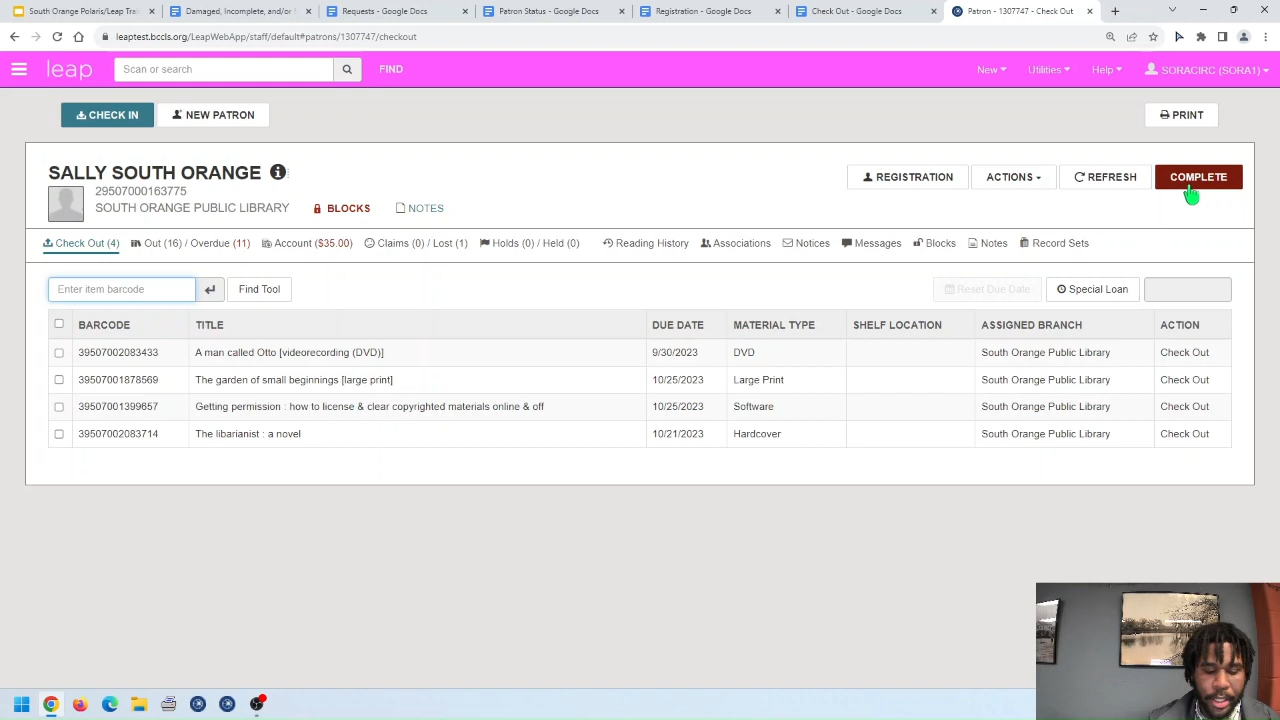 South Orange Polaris/Leap Tra
Damaged, Incomplete, and/or
Requests - Google Docs
Patron Status - Google Docs
Registration - Google Docs
Check Out - Google Docs
Patron - 1307747 - Check Out
leaptest.bccls.org/LeapWebApp/staff/default#patrons/1307747/checkout
leap
Scan or search
FIND
New
Utilities
Help
SORACIRC (SORA1)
CHECK IN
NEW PATRON
PRINT
SALLY SOUTH ORANGE
29507000163775
SOUTH ORANGE PUBLIC LIBRARY
BLOCKS
NOTES
REGISTRATION
ACTIONS
REFRESH
COMPLETE
Check Out (4)
Out (16) / Overdue (11)
Account ($35.00)
Claims (0) / Lost (1)
Holds (0) / Held (0)
Reading History
Associations
Notices
Messages
Blocks
Notes
Record Sets
Enter item barcode
Find Tool
Reset Due Date
Special Loan
BARCODE TITLE DUE DATE MATERIAL TYPE SHELF LOCATION ASSIGNED BRANCH ACTION
39507002083433 A man called Otto [videorecording (DVD)] 9/30/2023 DVD South Orange Public Library Check Out
39507001878569 The garden of small beginnings [large print] 10/25/2023 Large Print South Orange Public Library Check Out
39507001399657 Getting permission : how to license & clear copyrighted materials online & off 10/25/2023 Software South Orange Public Library Check Out
39507002083714 The libarianist : a novel 10/21/2023 Hardcover South Orange Public Library Check Out